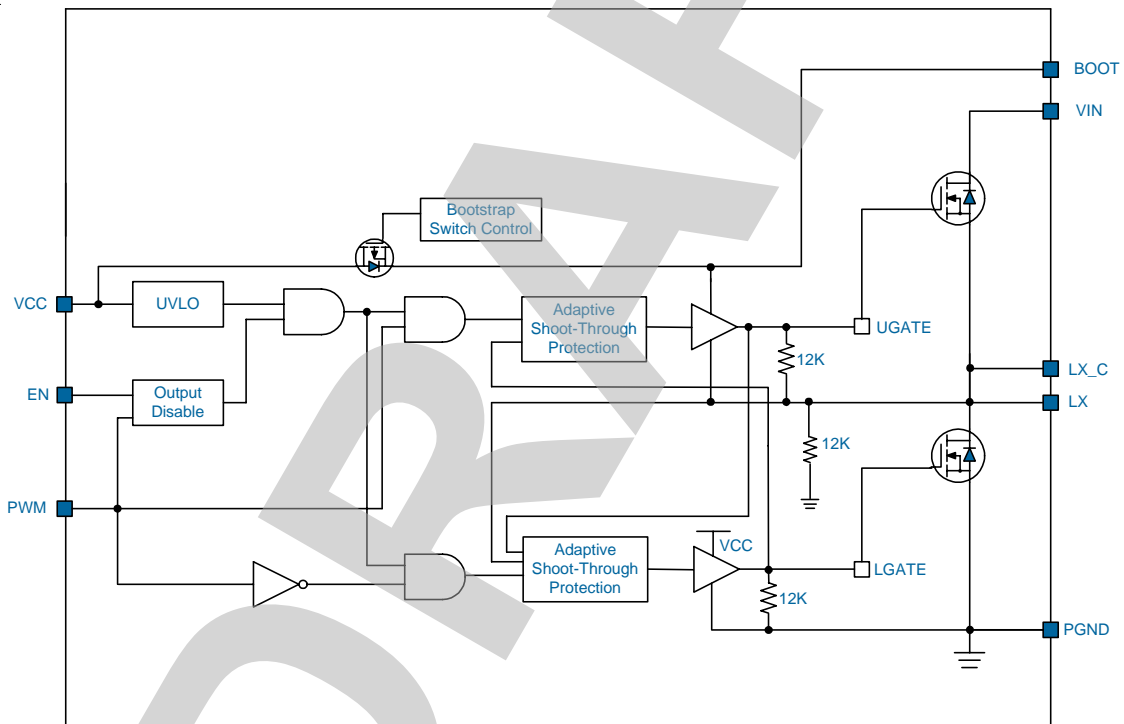 BOOT
VIN
Bootstrap
Switch Control
VCC
UVLO
Adaptive
Shoot-Through
Protection
UGATE
12K
LX_C
EN
Output
Disable
LX
12K
PWM
VCC
Adaptive
Shoot-Through
Protection
LGATE
12K
PGND
DRAF